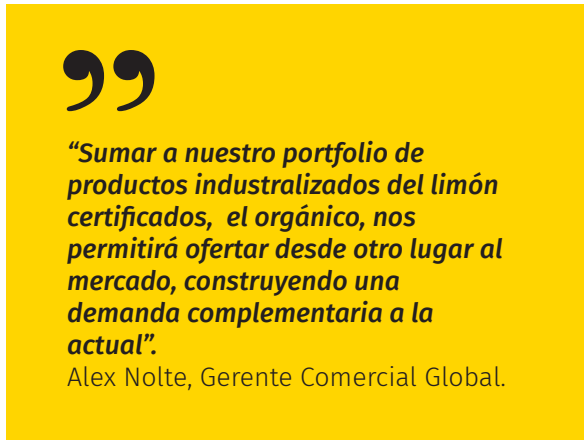 ”
“Sumar a nuestro portfolio de
productos industralizados del limón
certificados,  el orgánico, nos
permitirá ofertar desde otro lugar al
mercado, construyendo una
demanda complementaria a la
actual”.
Alex Nolte, Gerente Comercial Global.